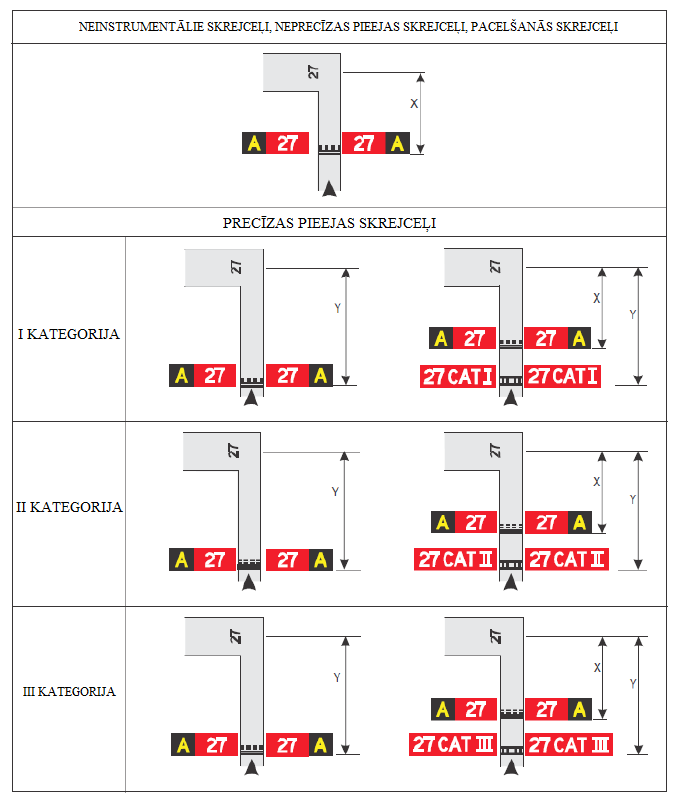 NEINSTRUMENTĀLIE SKREJCEĻI, NEPRECĪZAS PIEEJAS SKREJCEĻI, PACELŠANĀS SKREJCEĻI
27
X
A 27 27 A
PRECĪZAS PIEEJAS SKREJCEĻI
I KATEGORIJA
27
Y
A 27 27 A
27
X
Y
A 27 27 A
27 CAT I 27 CAT I
II KATEGORIJA
27
Y
A 27 27 A
27
X
Y
A 27 27 A
27 CAT II 27 CAT II
III KATEGORIJA
27
Y
A 27 27 A
27
X
Y
A 27 27 A
27 CAT III 27 CAT III